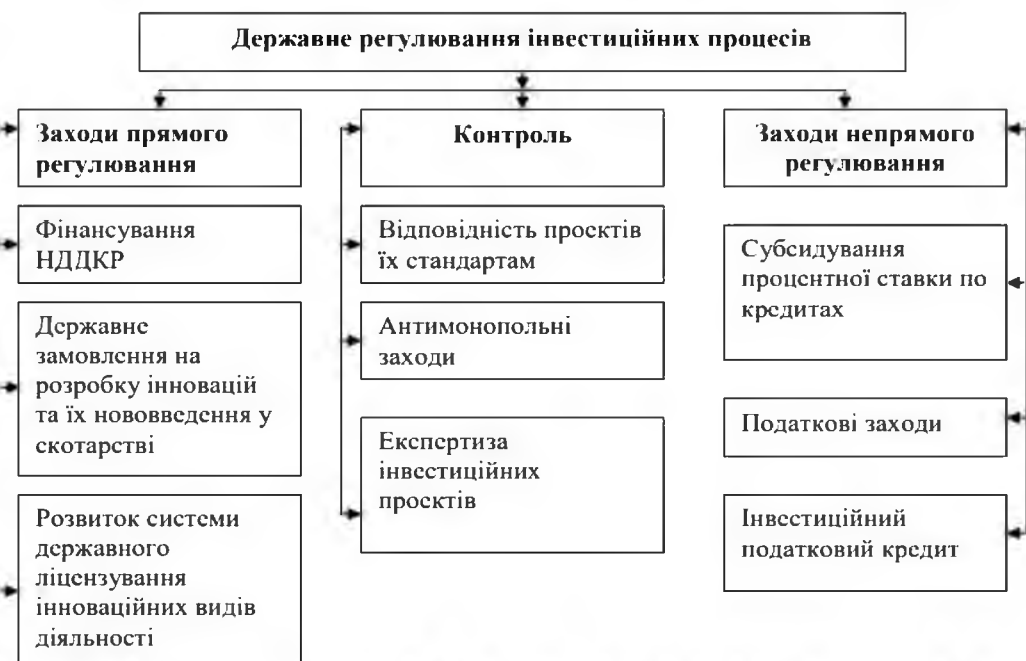 Державне регулювання інвестиційних процесів
Заходи прямого
регулювання
Фінансування
НДДКР
Державне
замовлення на
розробку інновацій
та їх нововведення у
скотарстві
Розвиток системи
державного
ліцензування
інноваційних видів
діяльності
Контроль
Відповідність проектів
їх стандартам
Антимонопольні
заходи
Експертиза
інвестиційних
проектів
Заходи непрямого
регулювання
Субсидування
процентної ставки по
кредитах
Податкові заходи
Інвестиційний
податковий кредит